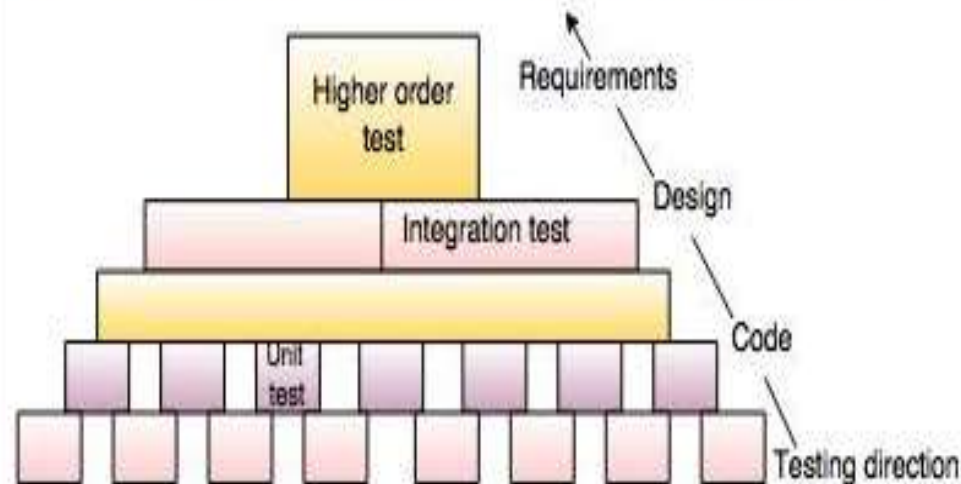 Higher order
test
Requirements
Design
Integration test
Code
Unit
test
Testing direction